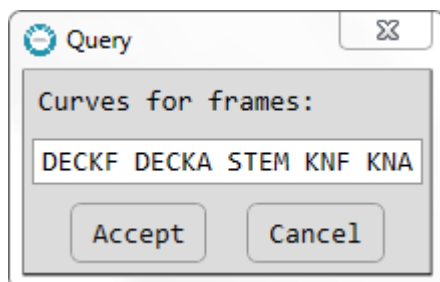 Query
Curves for frames:
DECKF DECKA STEM KNF KNA
Accept Cancel